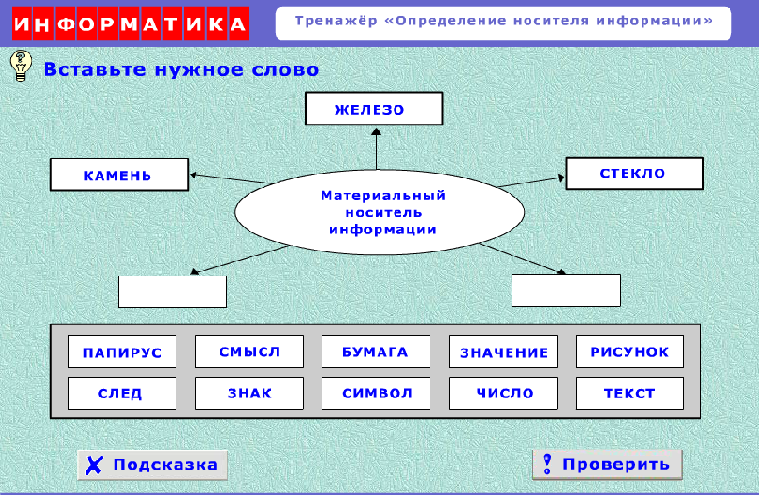 ИНФОРМАТИКА
Тренажёр «Определение носителя информации»
Вставьте нужное слово
ЖЕЛЕЗО
КАМЕНЬ
СТЕКЛО
Материальный
носитель
информации
ПАПИРУС СМЫСЛ БУМАГА ЗНАЧЕНИЕ РИСУНОК
СЛЕД ЗНАК СИМВОЛ ЧИСЛО ТЕКСТ
Подсказка Проверить